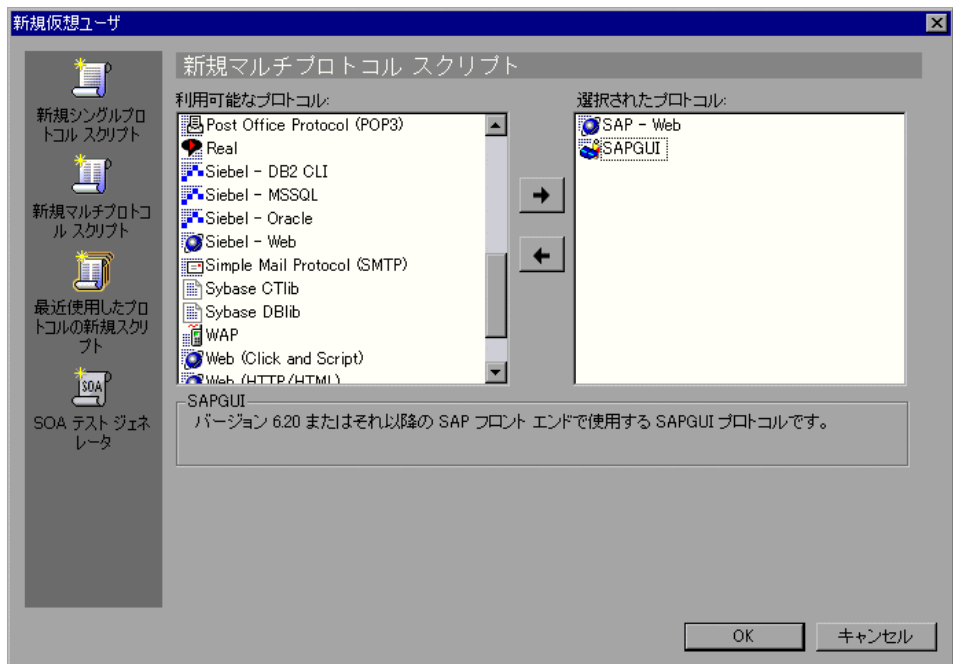 新規仮想ユーザ
新規シングルプロ
トコル スクリプト
新規マルチプロトコ
ル スクリプト
最近使用したプロ
トコルの新規スクリ
プト
SOA
SOA テスト ジェネ
レータ
新規マルチプロトコル スクリプト
利用可能なプロトコル:
Post Office Protocol (POP3)
Real
Siebel - DB2 CLI
Siebel - MSSQL
Siebel - Oracle
Siebel - Web
Simple Mail Protocol (SMTP)
Sybase CTlib
Sybase DBlib
WAP
Web (Click and Script)
Web (HTTP/HTML)
選択されたプロトコル:
SAP - Web
SAPGUI
SAPGUI
バージョン 6.20 またはそれ以降の SAP フロント エンドで使用する SAPGUI プロトコルです。
OK
キャンセル